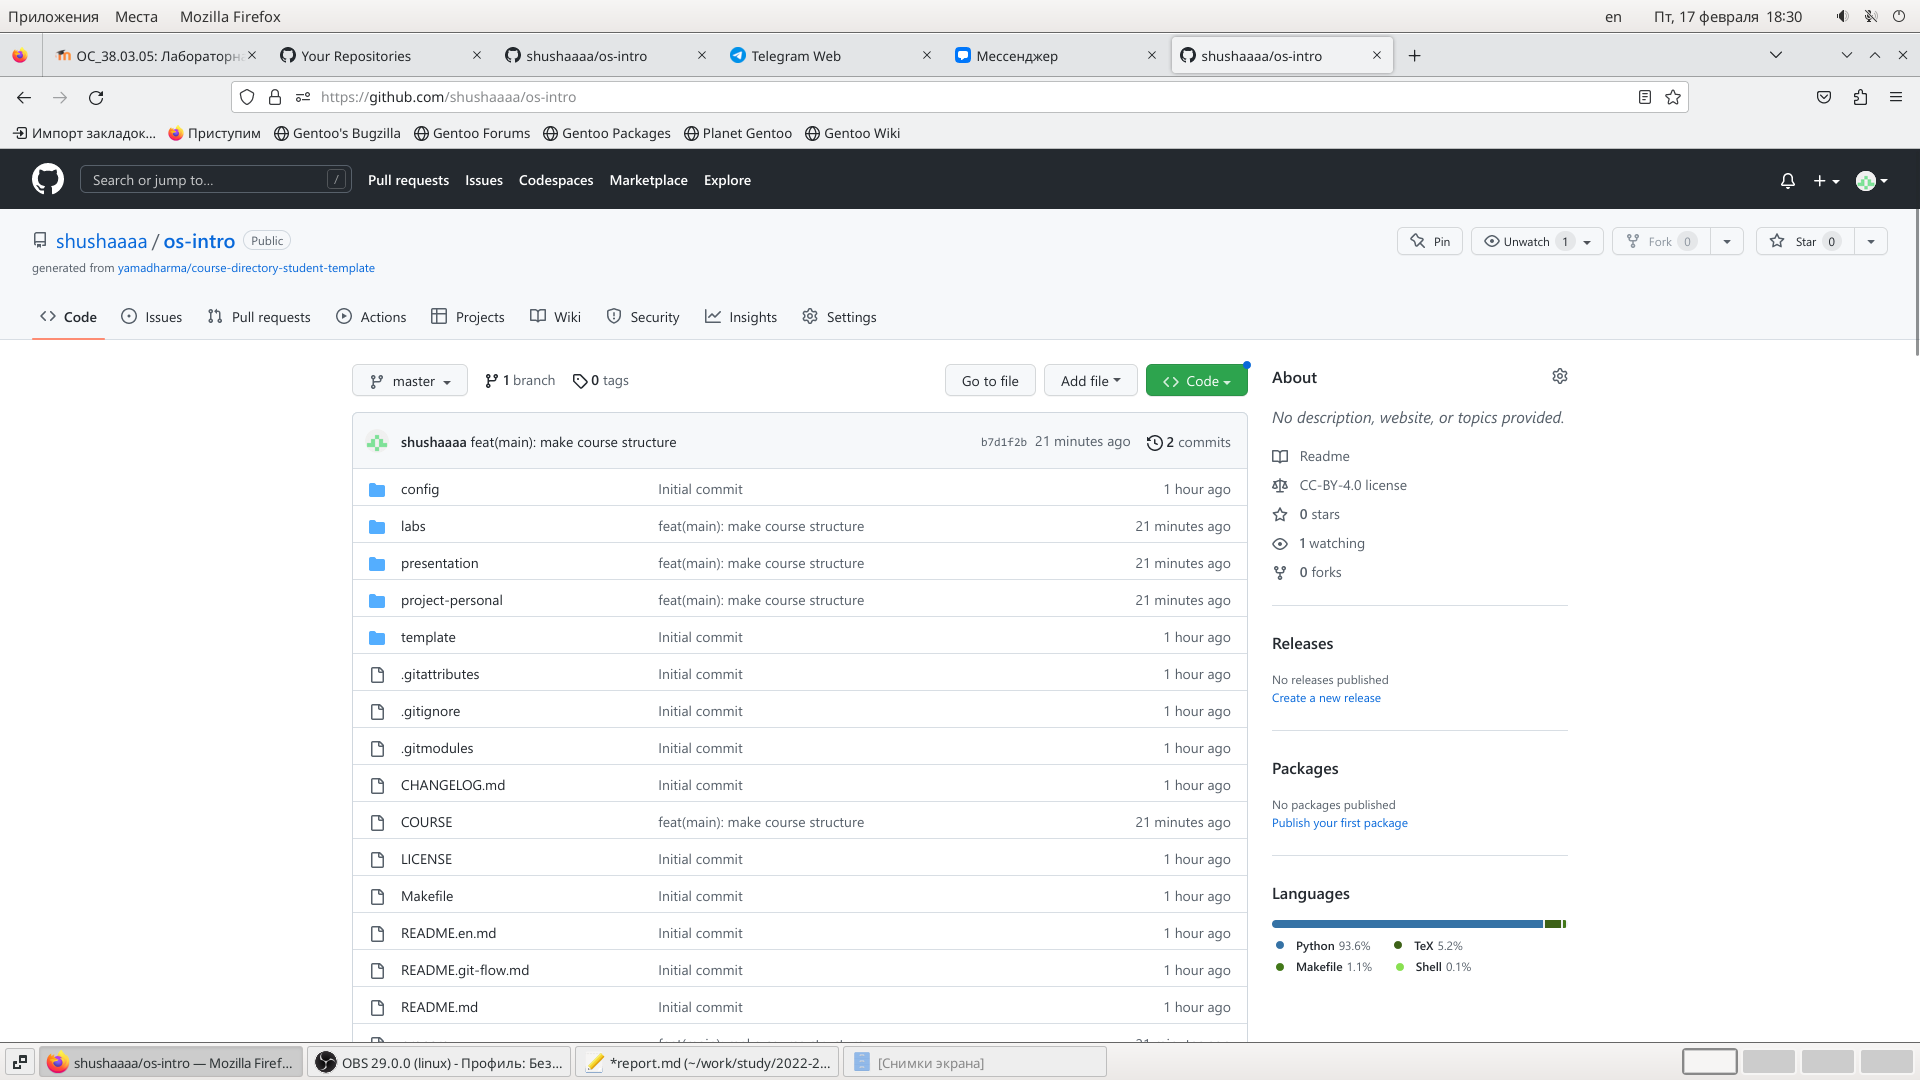 Приложения Места Mozilla Firefox en Пт, 17 февраля 18:30
ОС_38.03.05: Лабораторна Your Repositories shushaaaa/os-intro Telegram Web Мессенджер shushaaaa/os-intro
https://github.com/shushaaaa/os-intro
Импорт закладок... Приступим Gentoo's Bugzilla Gentoo Forums Gentoo Packages Planet Gentoo Gentoo Wiki
Search or jump to... / Pull requests Issues Codespaces Marketplace Explore
shushaaaa / os-intro Public Pin Unwatch 1 Fork 0 Star 0
generated from yamadharma/course-directory-student-template
Code Issues Pull requests Actions Projects Wiki Security Insights Settings
master 1 branch 0 tags Go to file Add file Code
shushaaaa feat(main): make course structure b7d1f2b 21 minutes ago 2 commits
config Initial commit 1 hour ago
labs feat(main): make course structure 21 minutes ago
presentation feat(main): make course structure 21 minutes ago
project-personal feat(main): make course structure 21 minutes ago
template Initial commit 1 hour ago
.gitattributes Initial commit 1 hour ago
.gitignore Initial commit 1 hour ago
.gitmodules Initial commit 1 hour ago
CHANGELOG.md Initial commit 1 hour ago
COURSE feat(main): make course structure 21 minutes ago
LICENSE Initial commit 1 hour ago
Makefile Initial commit 1 hour ago
README.en.md Initial commit 1 hour ago
README.git-flow.md Initial commit 1 hour ago
README.md Initial commit 1 hour ago
About
No description, website, or topics provided.
Readme
CC-BY-4.0 license
0 stars
1 watching
0 forks
Releases
No releases published
Create a new release
Packages
No packages published
Publish your first package
Languages
Python 93.6% TeX 5.2%
Makefile 1.1% Shell 0.1%
shushaaaa/os-intro — Mozilla Firef... OBS 29.0.0 (linux) - Профиль: Без... *report.md (~/work/study/2022-2... [Снимки экрана]